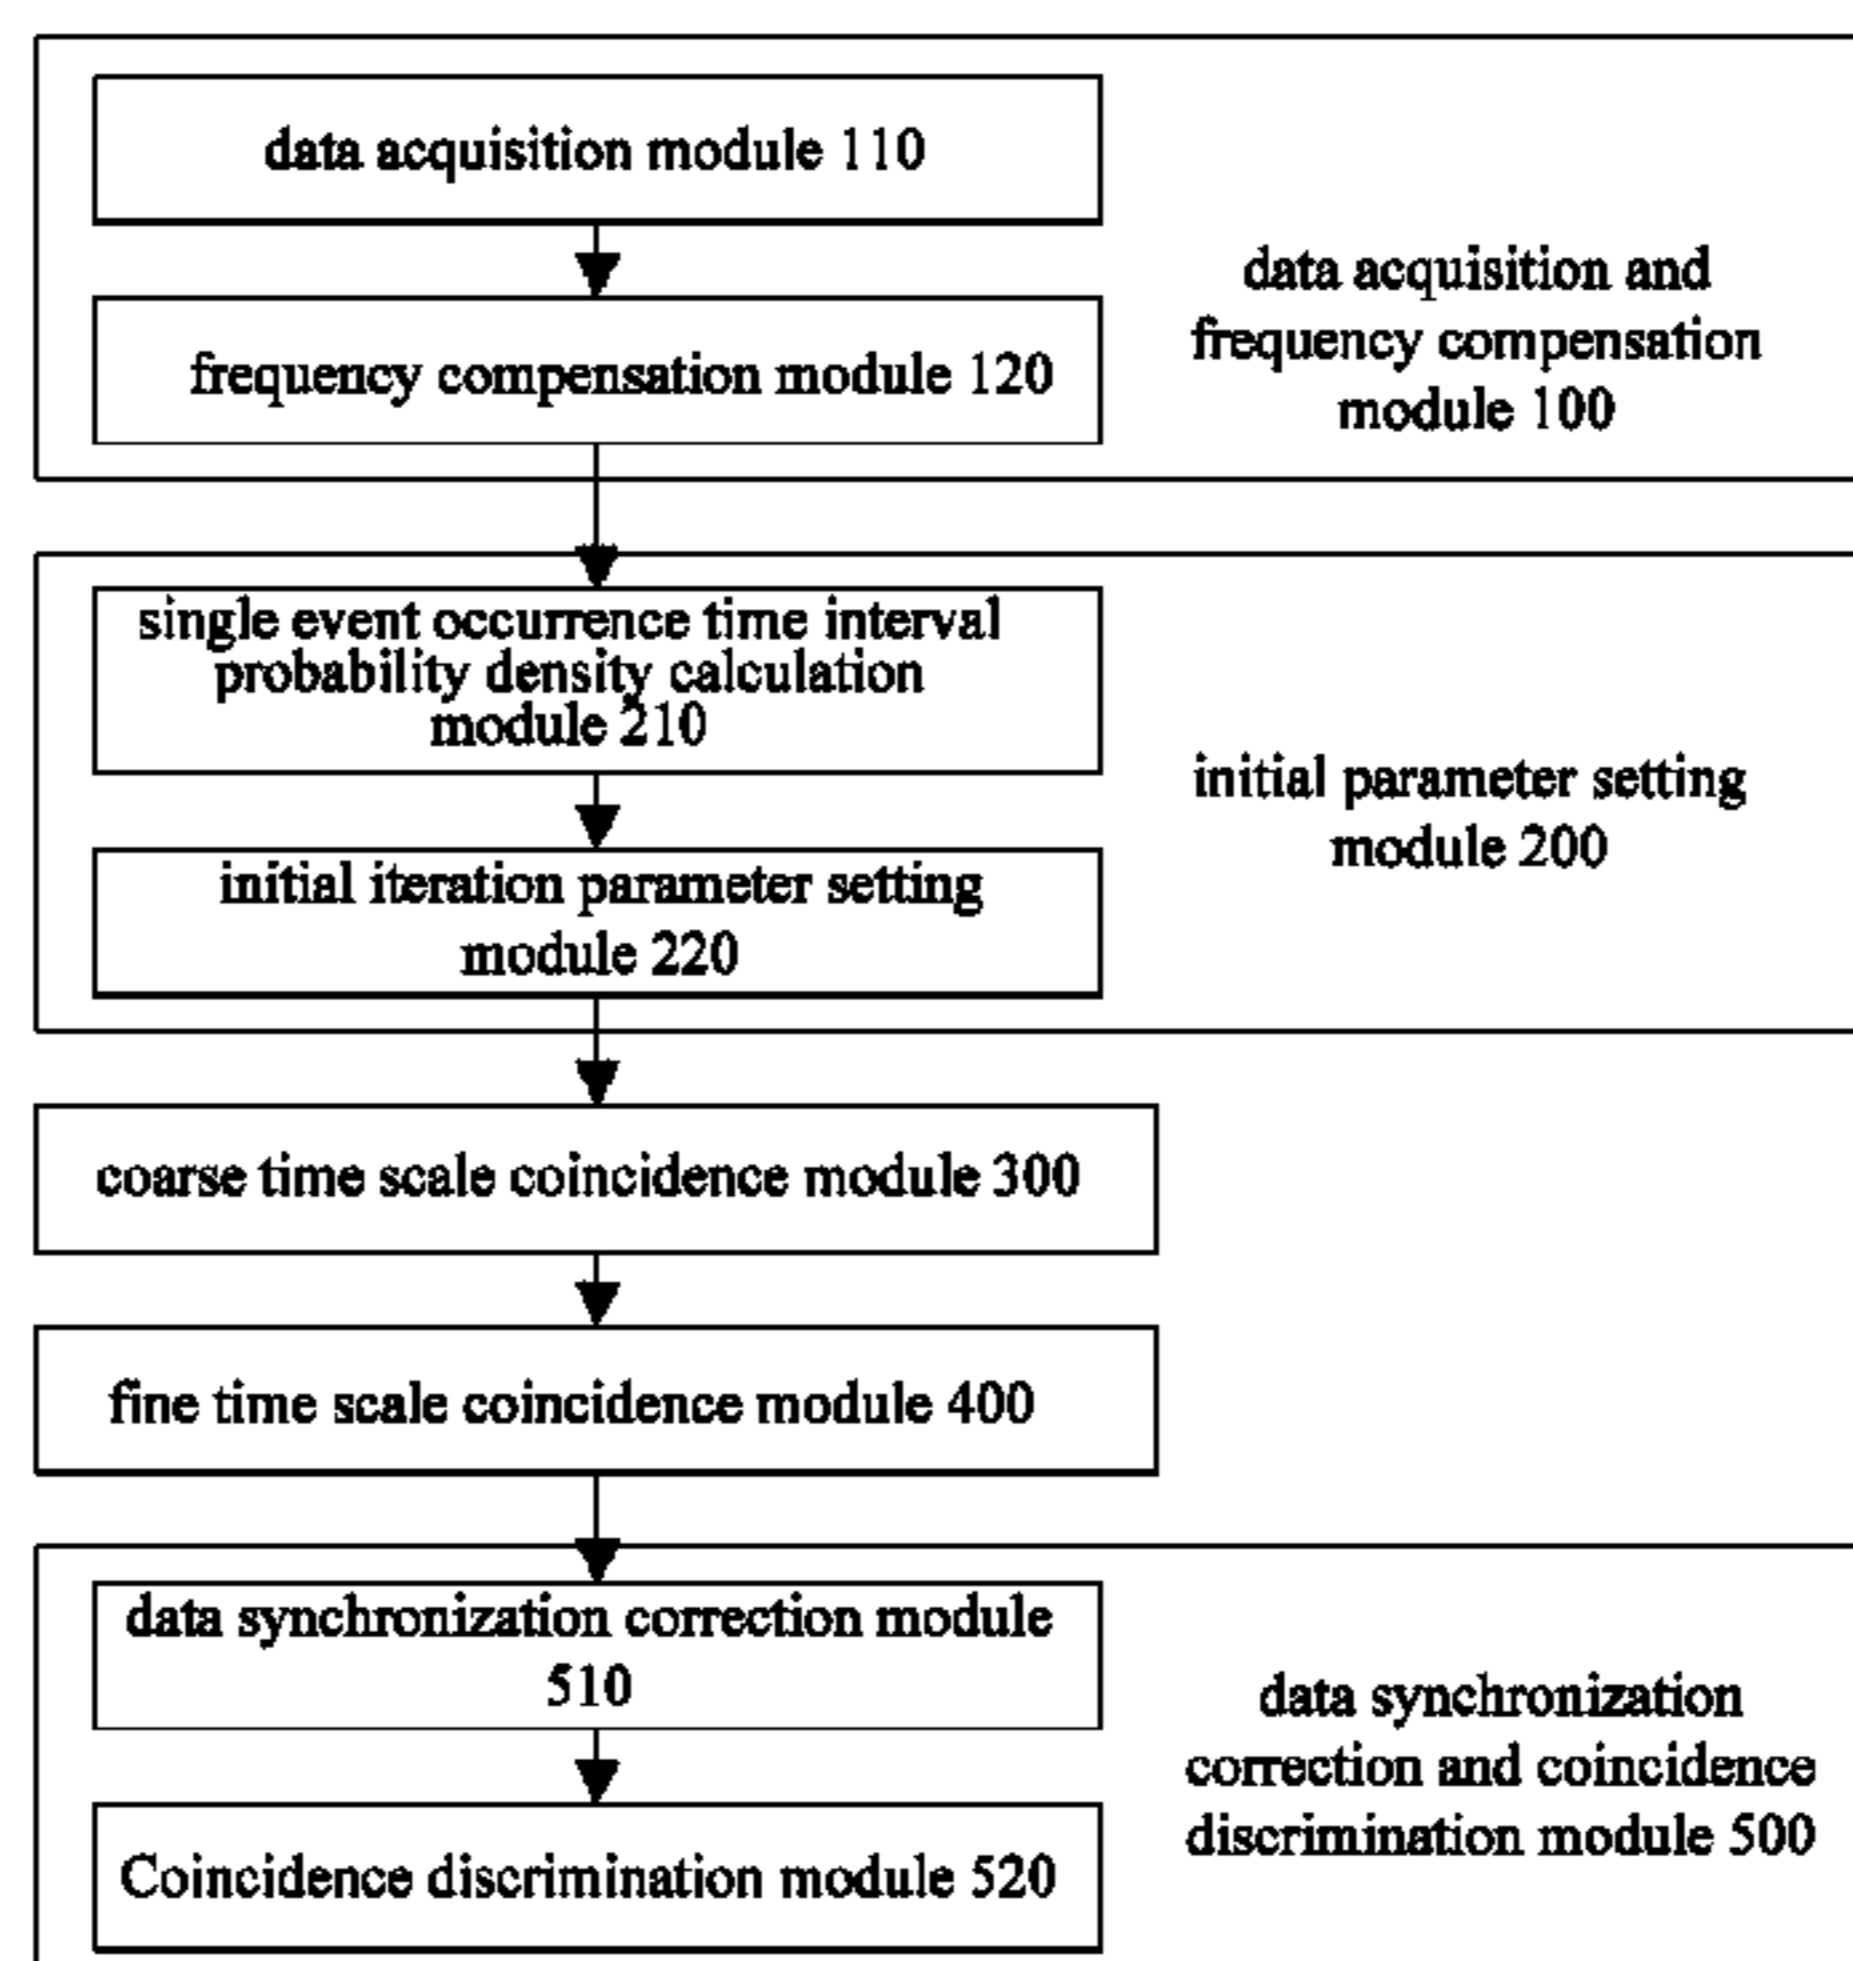 data acquisition module 110
frequency compensation module 120
data acquisition and
frequency compensation
module 100
single event occurrence time interval
probability density calculation
module 210
initial iteration parameter setting
module 220
initial parameter setting
module 200
coarse time scale coincidence module 300
fine time scale coincidence module 400
data synchronization correction module
510
Coincidence discrimination module 520
data synchronization
correction and coincidence
discrimination module 500